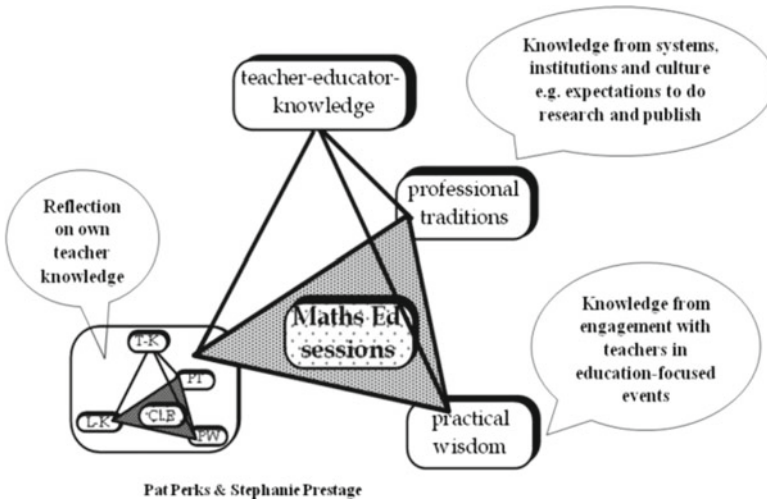 teacher-educator-
knowledge
Knowledge from systems,
institutions and culture
e.g. expectations to do
research and publish
professional
traditions
Reflection
on own
teacher
knowledge
Maths Ed
sessions
Knowledge from
engagement with
teachers in
education-focused
events
T-K
PT
L-K
PW
practical
wisdom
Pat Perks & Stephanie Prestage